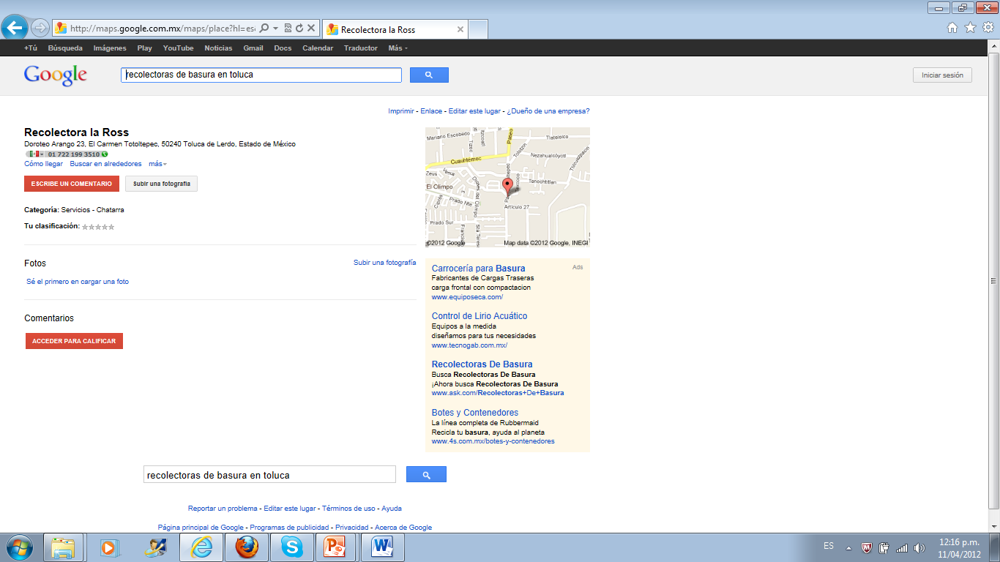 http://maps.google.com.mx/maps/place?hl=es
Recolectora la Ross
+Tú Búsqueda Imágenes Play YouTube Noticias Gmail Docs Calendar Traductor Más
Google
recolectoras de basura en toluca
Iniciar sesión
Imprimir - Enlace - Editar este lugar - ¿Dueño de una empresa?
Recolectora la Ross
Doroteo Arango 23, El Carmen Totoltepec, 50240 Toluca de Lerdo, Estado de México
01 722 199 3510
Cómo llegar Buscar en alrededores más
ESCRIBE UN COMENTARIO Subir una fotografía
Categoría: Servicios - Chatarra
Tu clasificación:
Fotos Subir una fotografía
Sé el primero en cargar una foto
Comentarios
ACCEDER PARA CALIFICAR
Mariano Escobedo
Tlatelolco
Paseo
Tolotzin
Nezahualcóyotl
Cuauhtémoc
Tenochtitlan
El Olimpo
Prado Nte
Artículo 27
Prado Sur
©2012 Google Map data ©2012 Google, INEGI
Carrocería para Basura Ads
Fabricantes de Cargas Traseras
carga frontal con compactacion
www.equiposeca.com/
Control de Lirio Acuático
Equipos a la medida
diseñamos para tus necesidades
www.tecnogab.com.mx/
Recolectoras De Basura
Busca Recolectoras De Basura
¡Ahora busca Recolectoras De Basura
www.ask.com/Recolectoras+De+Basura
Botes y Contenedores
La línea completa de Rubbermaid
Recicla tu basura, ayuda al planeta
www.4s.com.mx/botes-y-contenedores
recolectoras de basura en toluca
Reportar un problema - Editar este lugar - Términos de uso - Ayuda
Página principal de Google - Programas de publicidad - Privacidad - Acerca de Google
ES
12:16 p.m.
11/04/2012